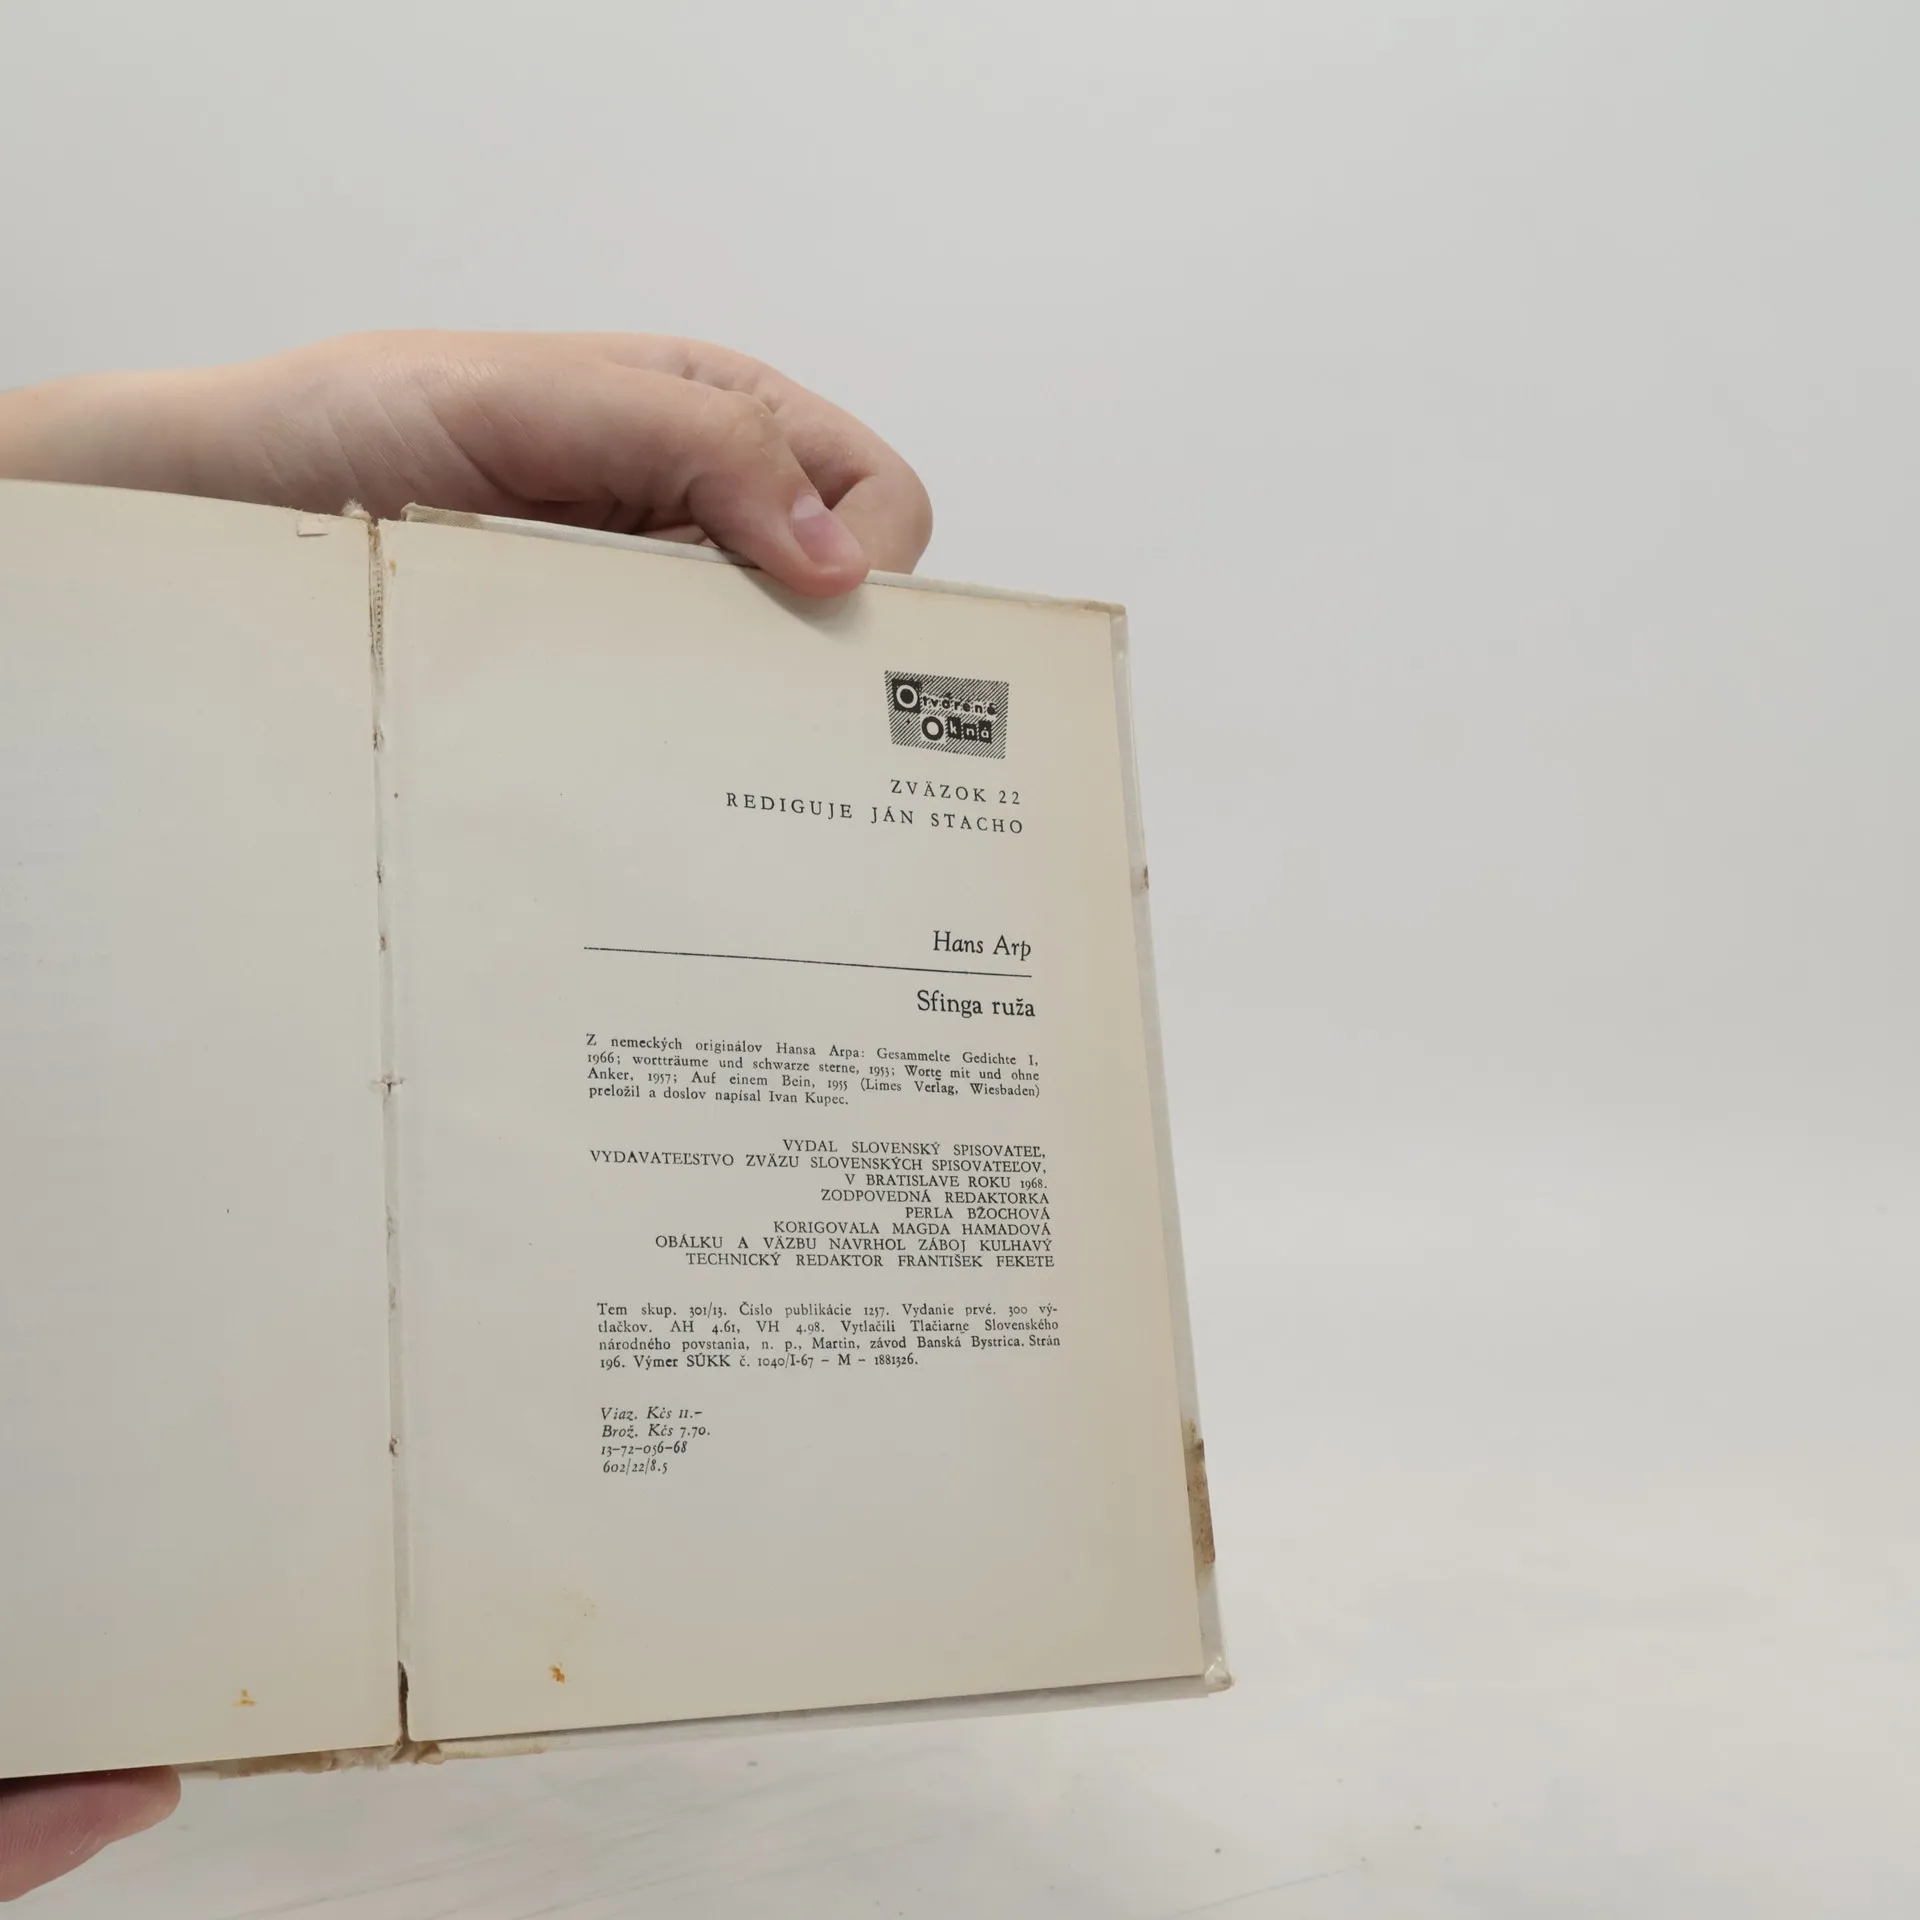 Otvorené
Okná
ZVÄZOK 22
REDIGUJE JÁN STACHO
Hans Arp
Sfinga ruža
Z nemeckých originálov Hansa Arpa: Gesammelte Gedichte I,
1966; wortträume und schwarze sterne, 1953; Worte mit und ohne
Anker, 1957; Auf einem Bein, 1955 (Limes Verlag, Wiesbaden)
preložil a doslov napísal Ivan Kupec.
VYDAL SLOVENSKÝ SPISOVATEĽ,
VYDAVATEĽSTVO ZVÄZU SLOVENSKÝCH SPISOVATEĽOV,
V BRATISLAVE ROKU 1968.
ZODPOVEDNÁ REDAKTORKA
PERLA BŽOCHOVÁ
KORIGOVALA MAGDA HAMADOVÁ
OBÁLKU A VÄZBU NAVRHOL ZÁBOJ KULHAVÝ
TECHNICKÝ REDAKTOR FRANTIŠEK FEKETE
Tem skup. 301/13. Číslo publikácie 1257. Vydanie prvé. 300 vý-
tlačkov. AH 4.61, VH 4.98. Vytlačili Tlačiarne Slovenského
národného povstania, n. p., Martin, závod Banská Bystrica. Strán
196. Výmer SÚKK č. 1040/I-67 – M – 1881326.
Viaz. Kčs 11.–
Brož. Kčs 7.70.
13–72–056–68
602/22/8.5